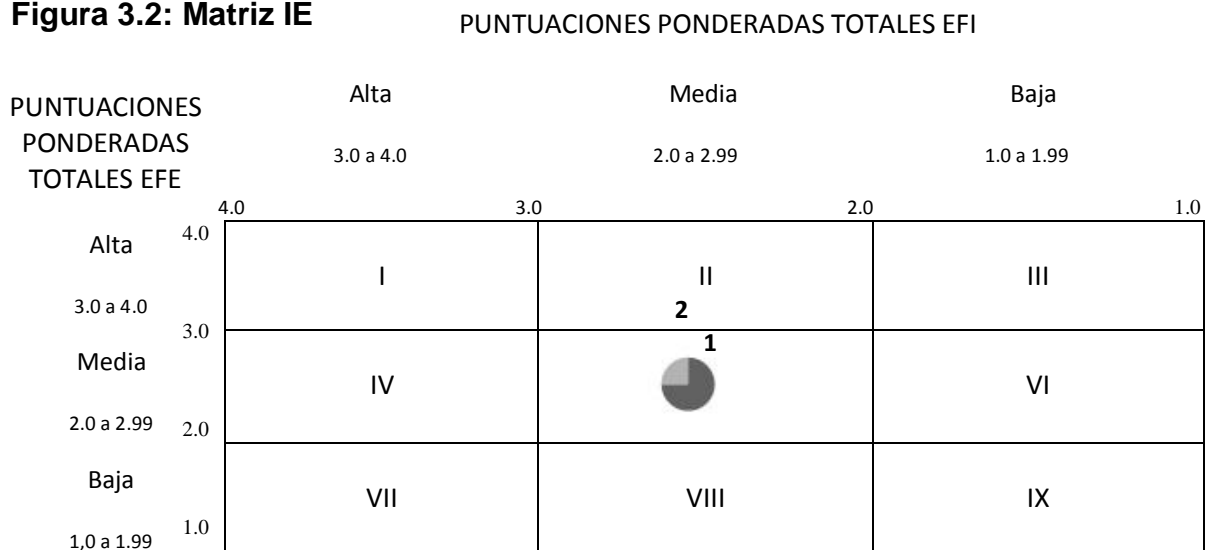 Figura 3.2: Matriz IE
PUNTUACIONES PONDERADAS TOTALES EFI
PUNTUACIONES
PONDERADAS
TOTALES EFE
Alta
Media
Baja
3.0 a 4.0
2.0 a 2.99
1.0 a 1.99
4.0
3.0
2.0
1.0
Alta
4.0
I
II
III
3.0 a 4.0
2
3.0
1
Media
IV
VI
2.0 a 2.99
2.0
Baja
VII
VIII
IX
1.0
1,0 a 1.99